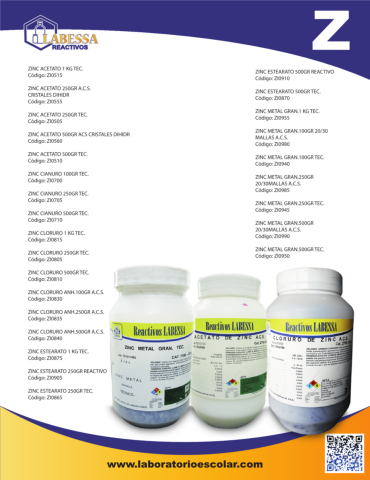 LABESSA
REACTIVOS
Z
ZINC ACETATO 1 KG TEC.
Código: ZI0515
ZINC ACETATO 250GR A.C.S.
CRISTALES DIHIDR
Código: ZI0555
ZINC ACETATO 250GR TEC.
Código: ZI0505
ZINC ACETATO 500GR ACS CRISTALES DIHIDR
Código: ZI0560
ZINC ACETATO 500GR TEC.
Código: ZI0510
ZINC CIANURO 100GR TEC.
Código: ZI0700
ZINC CIANURO 250GR TEC.
Código: ZI0705
ZINC CIANURO 500GR TEC.
Código: ZI0710
ZINC CLORURO 1 KG TEC.
Código: ZI0815
ZINC CLORURO 250GR TEC.
Código: ZI0805
ZINC CLORURO 500GR TEC.
Código: ZI0810
ZINC CLORURO ANH.100GR A.C.S.
Código: ZI0830
ZINC CLORURO ANH.250GR A.C.S.
Código: ZI0835
ZINC CLORURO ANH.500GR A.C.S.
Código: ZI0840
ZINC ESTEARATO 1 KG TEC.
Código: ZI0875
ZINC ESTEARATO 250GR REACTIVO
Código: ZI0905
ZINC ESTEARATO 250GR TEC.
Código: ZI0865
ZINC ESTEARATO 500GR REACTIVO
Código: ZI0910
ZINC ESTEARATO 500GR TEC.
Código: ZI0870
ZINC METAL GRAN.1 KG TEC.
Código: ZI0955
ZINC METAL GRAN.100GR 20/30
MALLAS A.C.S.
Código: ZI0980
ZINC METAL GRAN.100GR TEC.
Código: ZI0940
ZINC METAL GRAN.250GR
20/30MALLAS A.C.S.
Código: ZI0985
ZINC METAL GRAN.250GR TEC.
Código: ZI0945
ZINC METAL GRAN.500GR
20/30MALLAS A.C.S.
Código: ZI0990
ZINC METAL GRAN.500GR TEC.
Código: ZI0950
Reactivos LABESSA
ZINC METAL GRAN. TEC.
Reactivos LABESSA
ACETATO DE ZINC A.C.S.
Reactivos LABESSA
CLORURO DE ZINC A.C.S.
www.laboratorioescolar.com